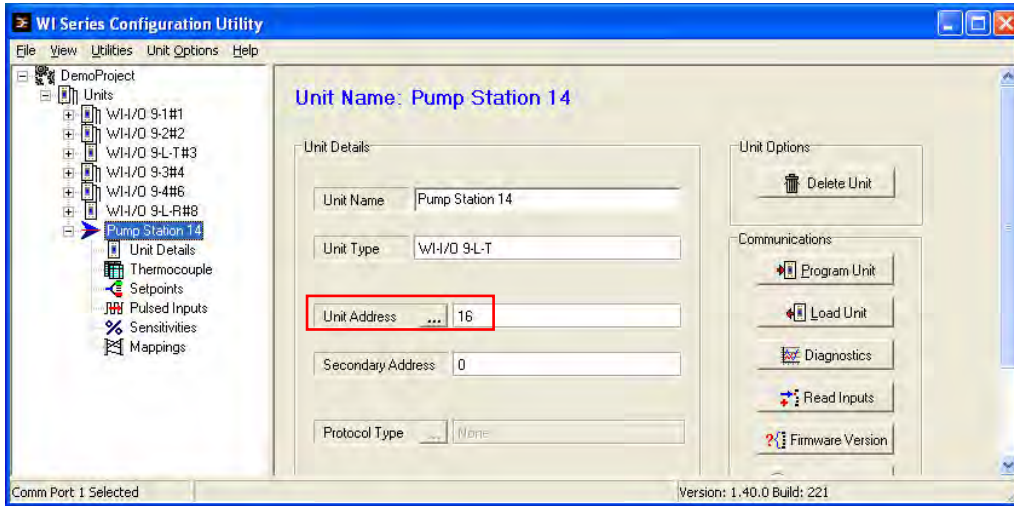 WI Series Configuration Utility
File View Utilities Unit Options Help
DemoProject
Units
WI-I/O 9-1#1
WI-I/O 9-2#2
WI-I/O 9-L-T#3
WI-I/O 9-3#4
WI-I/O 9-4#6
WI-I/O 9-L-R#8
Pump Station 14
Unit Details
Thermocouple
Setpoints
Pulsed Inputs
Sensitivities
Mappings
Unit Name: Pump Station 14
Unit Details
Unit Name Pump Station 14
Unit Type WI-I/O 9-L-T
Unit Address ... 16
Secondary Address 0
Protocol Type ... None
Unit Options
Delete Unit
Communications
Program Unit
Load Unit
Diagnostics
Read Inputs
Firmware Version
Comm Port 1 Selected
Version: 1.40.0 Build: 221